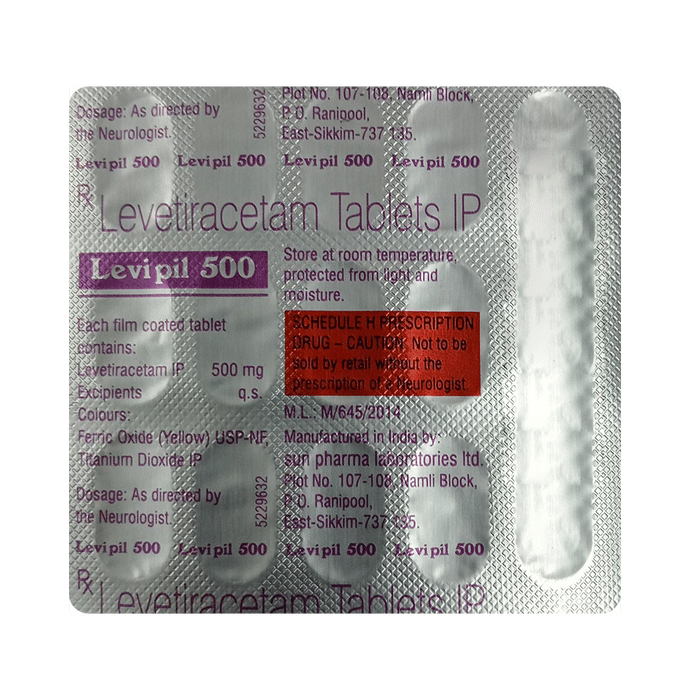 Dosage: As directed by
the Neurologist.
5229632
Plot No. 107-108, Namli Block,
P.O. Ranipool,
East-Sikkim-737 135.
Levipil 500 Levipil 500 Levipil 500 Levipil 500
Rx
Levetiracetam Tablets IP
Levipil 500
Each film coated tablet
contains:
Levetiracetam IP 500 mg
Excipients q.s.
Colours:
Ferric Oxide (Yellow) USP-NF,
Titanium Dioxide IP
Dosage: As directed by
the Neurologist.
5229632
Store at room temperature,
protected from light and
moisture.
SCHEDULE H PRESCRIPTION
DRUG – CAUTION: Not to be
sold by retail without the
prescription of a Neurologist.
M.L.: M/645/2014
Manufactured in India by:
sun pharma laboratories ltd.
Plot No. 107-108, Namli Block,
P.O. Ranipool,
East-Sikkim-737 135.
Levipil 500 Levipil 500 Levipil 500 Levipil 500
Rx
Levetiracetam Tablets IP